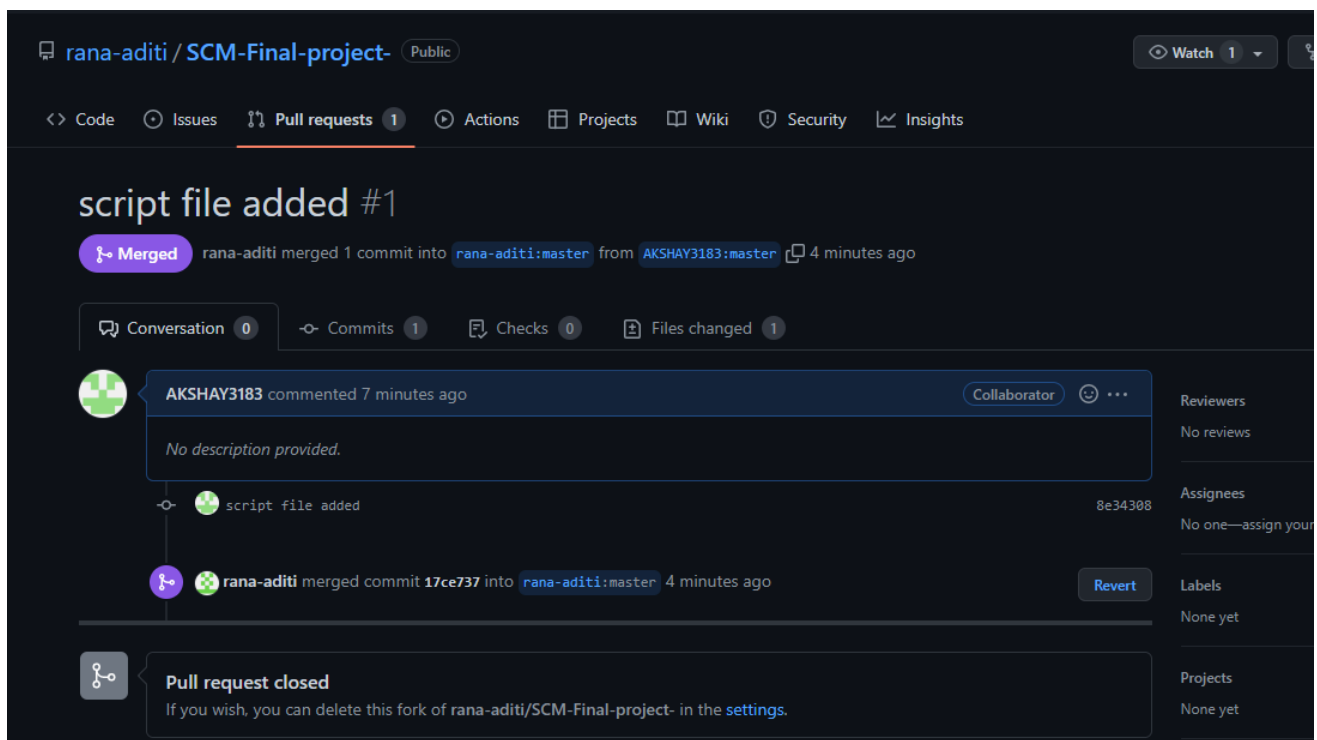 rana-aditi / SCM-Final-project- Public Watch 1
Code Issues Pull requests 1 Actions Projects Wiki Security Insights
script file added #1
Merged rana-aditi merged 1 commit into rana-aditi:master from AKSHAY3183:master 4 minutes ago
Conversation 0 Commits 1 Checks 0 Files changed 1
AKSHAY3183 commented 7 minutes ago Collaborator ...
No description provided.
script file added 8e34308
rana-aditi merged commit 17ce737 into rana-aditi:master 4 minutes ago Revert
Pull request closed
If you wish, you can delete this fork of rana-aditi/SCM-Final-project- in the settings.
Reviewers
No reviews
Assignees
No one—assign your
Labels
None yet
Projects
None yet